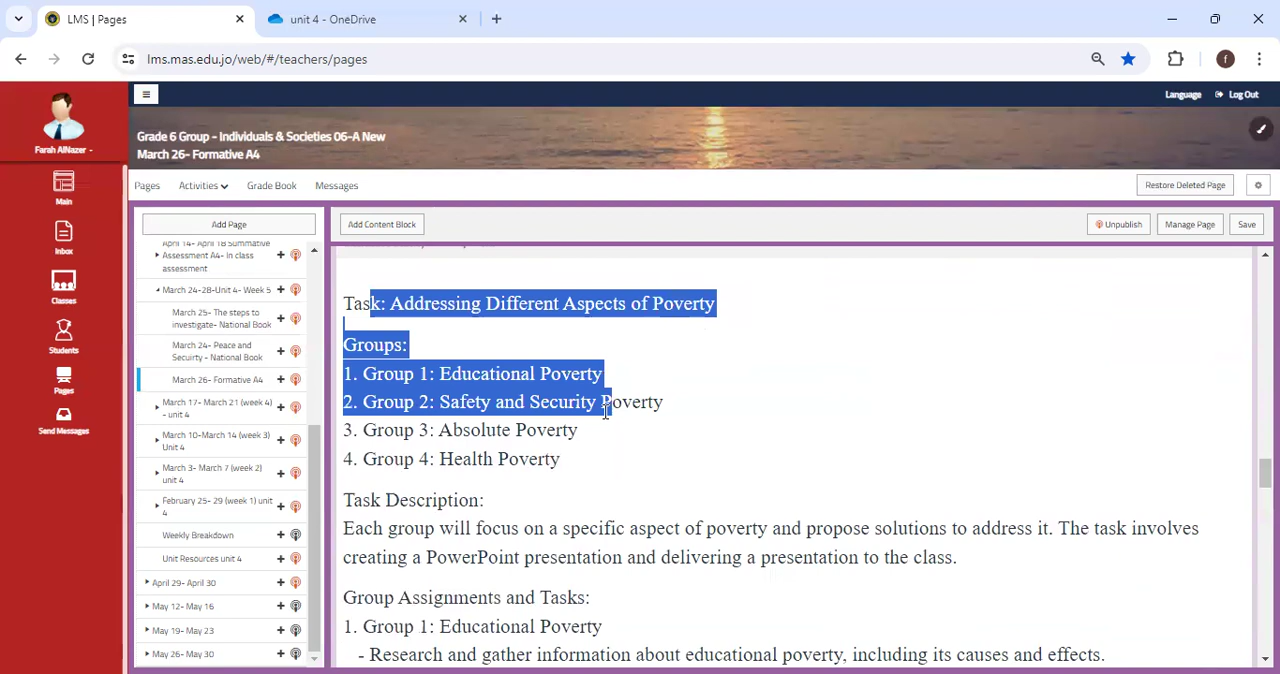 LMS | Pages
unit 4 - OneDrive
lms.mas.edu.jo/web/#/teachers/pages
f
Language
Log Out
Farah AlNazer
Grade 6 Group - Individuals & Societies 06-A New
March 26- Formative A4
Main
Inbox
Classes
Students
Pages
Send Messages
Pages
Activities
Grade Book
Messages
Restore Deleted Page
Add Page
Add Content Block
Unpublish
Manage Page
Save
April 14- April 18 Summative
Assessment A4- In class
assessment
March 24-28-Unit 4- Week 5
March 25- The steps to
investigate- National Book
March 24- Peace and
Secuirty - National Book
March 26- Formative A4
March 17- March 21 (week 4)
- unit 4
March 10-March 14 (week 3)
Unit 4
March 3- March 7 (week 2)
unit 4
February 25- 29 (week 1) unit
4
Weekly Breakdown
Unit Resources unit 4
April 29- April 30
May 12- May 16
May 19- May 23
May 26- May 30
Task: Addressing Different Aspects of Poverty
Groups:
1. Group 1: Educational Poverty
2. Group 2: Safety and Security Poverty
3. Group 3: Absolute Poverty
4. Group 4: Health Poverty
Task Description:
Each group will focus on a specific aspect of poverty and propose solutions to address it. The task involves
creating a PowerPoint presentation and delivering a presentation to the class.
Group Assignments and Tasks:
1. Group 1: Educational Poverty
- Research and gather information about educational poverty, including its causes and effects.